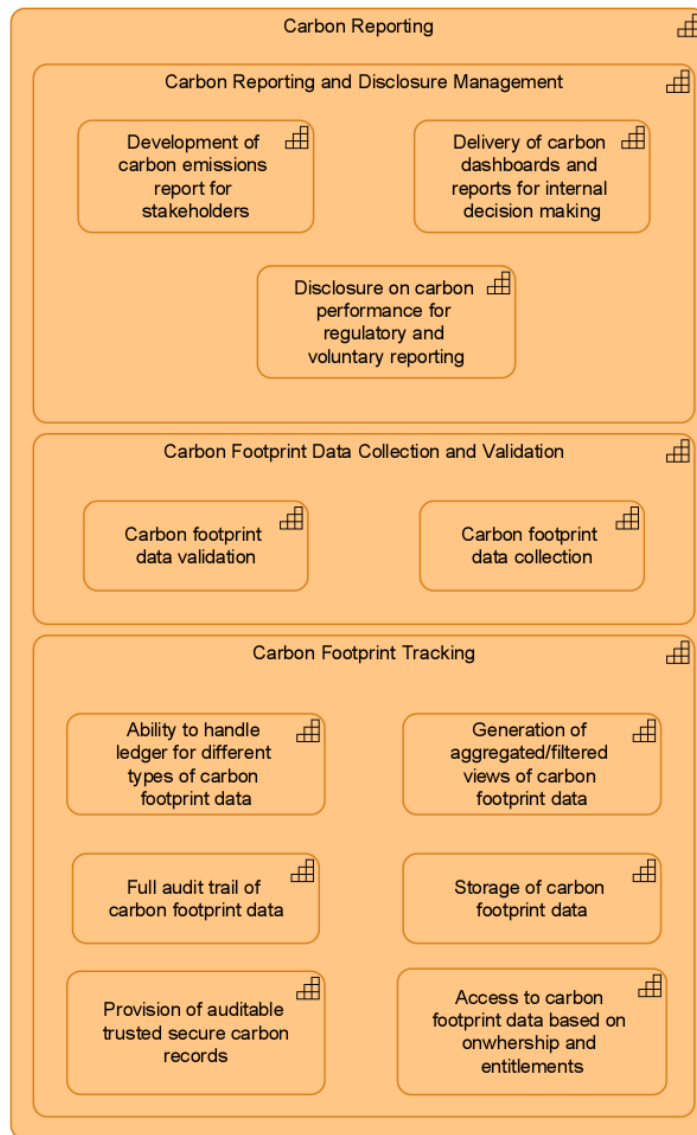 Carbon Reporting
Carbon Reporting and Disclosure Management
Development of
carbon emissions
report for
stakeholders
Delivery of carbon
dashboards and
reports for internal
decision making
Disclosure on carbon
performance for
regulatory and
voluntary reporting
Carbon Footprint Data Collection and Validation
Carbon footprint
data validation
Carbon footprint
data collection
Carbon Footprint Tracking
Ability to handle
ledger for different
types of carbon
footprint data
Generation of
aggregated/filtered
views of carbon
footprint data
Full audit trail of
carbon footprint data
Storage of carbon
footprint data
Provision of auditable
trusted secure carbon
records
Access to carbon
footprint data based on
onwhership and
entitlements